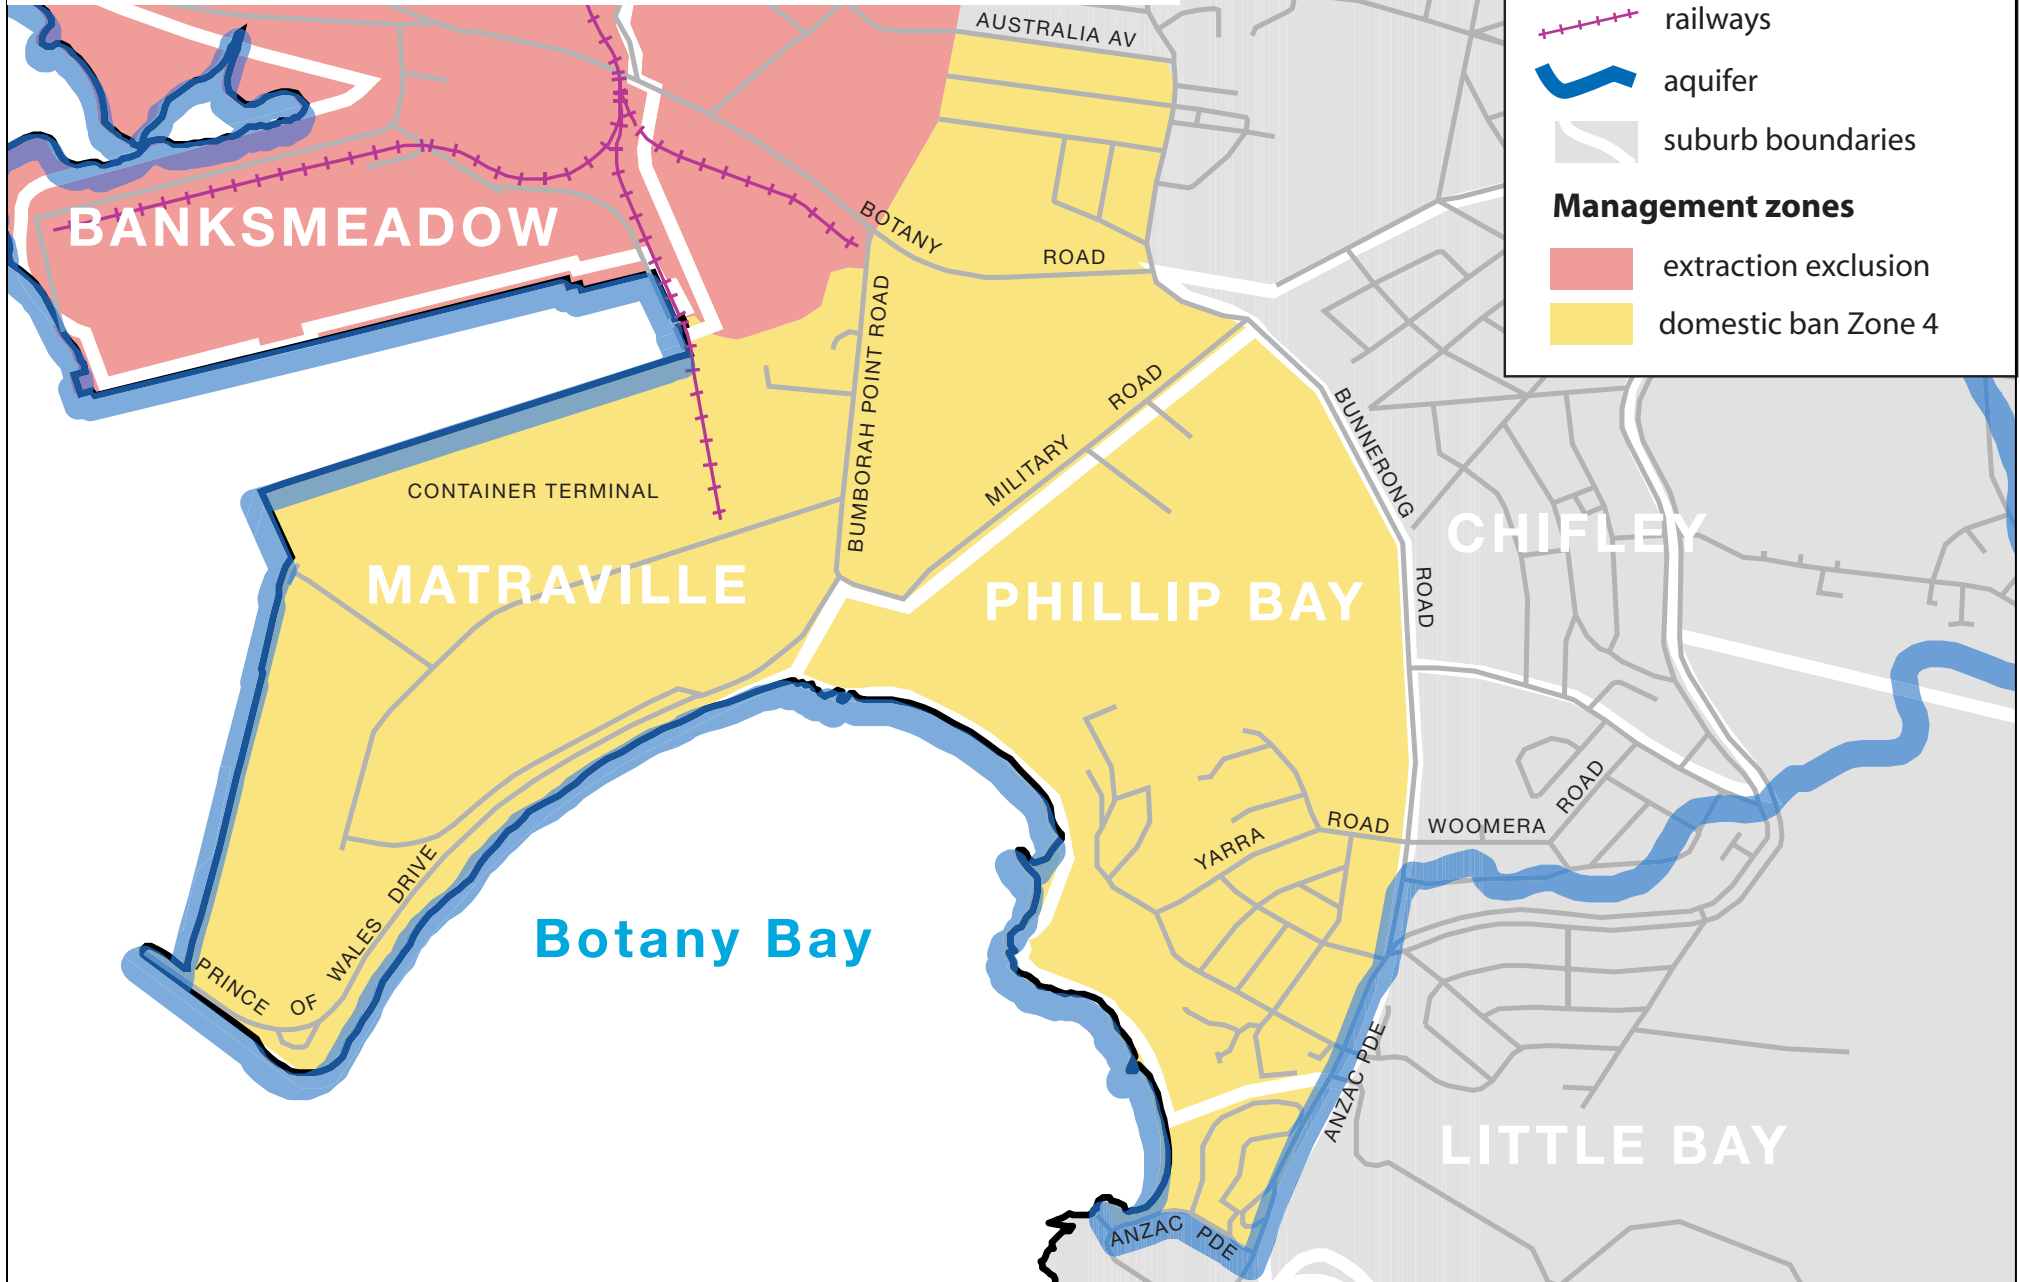 AUSTRALIA AV
railways
aquifer
suburb boundaries
Management zones
extraction exclusion
domestic ban Zone 4
BANKSMEADOW
BOTANY ROAD
BUMBORAH POINT ROAD
MILITARY ROAD
BUNNERONG ROAD
CONTAINER TERMINAL
CHIFLEY
MATRAVILLE
PHILLIP BAY
YARRA ROAD
WOOMERA ROAD
PRINCE OF WALES DRIVE
Botany Bay
ANZAC PDE
LITTLE BAY
ANZAC PDE